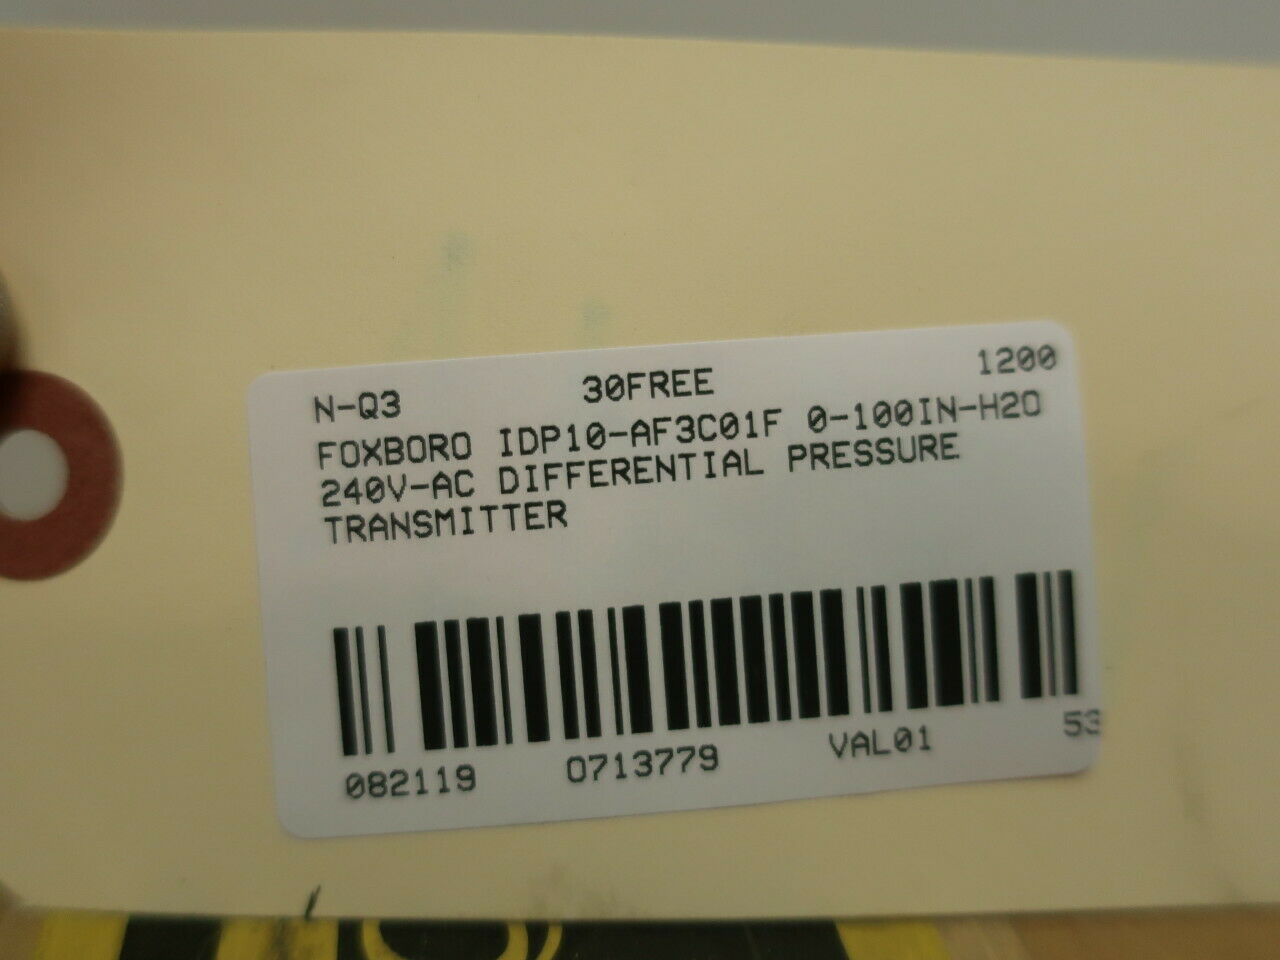 N-Q3 30FREE 1200
FOXBORO IDP10-AF3C01F 0-100IN-H2O
240V-AC DIFFERENTIAL PRESSURE
TRANSMITTER
082119 0713779 VAL01 53